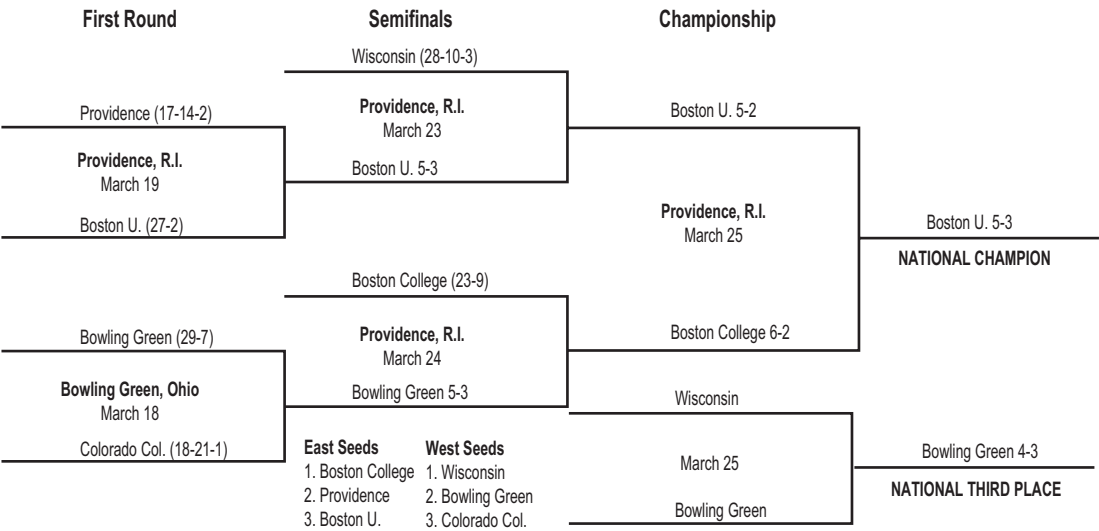 First Round
Semifinals
Championship
Wisconsin (28-10-3)
Providence (17-14-2)
Providence, R.I.
March 23
Boston U. 5-2
Providence, R.I.
March 19
Boston U. 5-3
Boston U. (27-2)
Providence, R.I.
March 25
Boston U. 5-3
NATIONAL CHAMPION
Boston College (23-9)
Bowling Green (29-7)
Providence, R.I.
March 24
Boston College 6-2
Bowling Green, Ohio
March 18
Bowling Green 5-3
Wisconsin
Colorado Col. (18-21-1)
East Seeds
1. Boston College
2. Providence
3. Boston U.
West Seeds
1. Wisconsin
2. Bowling Green
3. Colorado Col.
March 25
Bowling Green
Bowling Green 4-3
NATIONAL THIRD PLACE